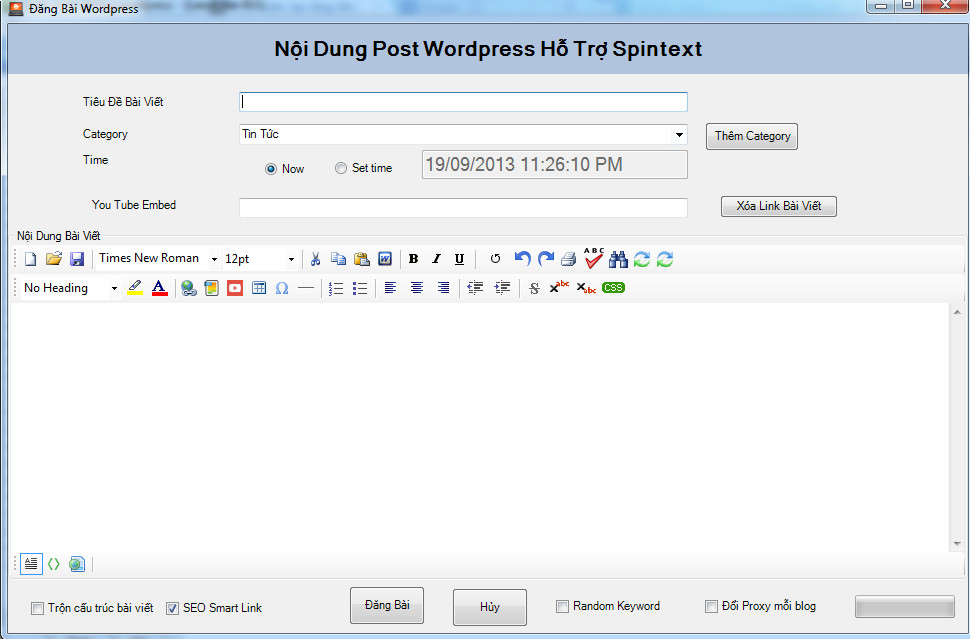 Đăng Bài Wordpress
Nội Dung Post Wordpress Hỗ Trợ Spintext
Tiêu Đề Bài Viết
Category
Tin Tức
Thêm Category
Time
Now
Set time
19/09/2013 11:26:10 PM
You Tube Embed
Xóa Link Bài Viết
Nội Dung Bài Viết
Times New Roman
12pt
W
B I U
ABC
No Heading
A
Ω
S
xabc
xabc
CSS
A
Trộn cấu trúc bài viết
SEO Smart Link
Đăng Bài
Hủy
Random Keyword
Đổi Proxy mỗi blog